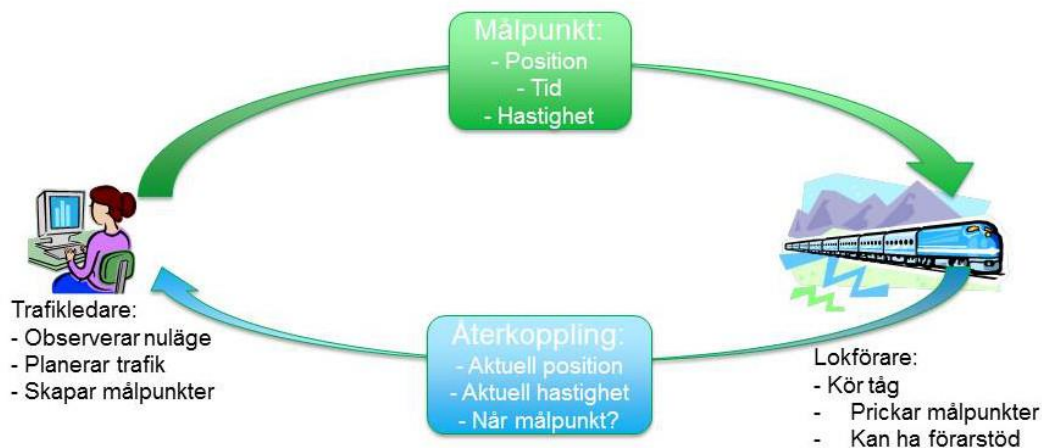 Målpunkt:
- Position
- Tid
- Hastighet
Trafikledare:
- Observerar nuläge
- Planerar trafik
- Skapar målpunkter
Återkoppling:
- Aktuell position
- Aktuell hastighet
- Når målpunkt?
Lokförare:
- Kör tåg
- Prickar målpunkter
- Kan ha förarstöd